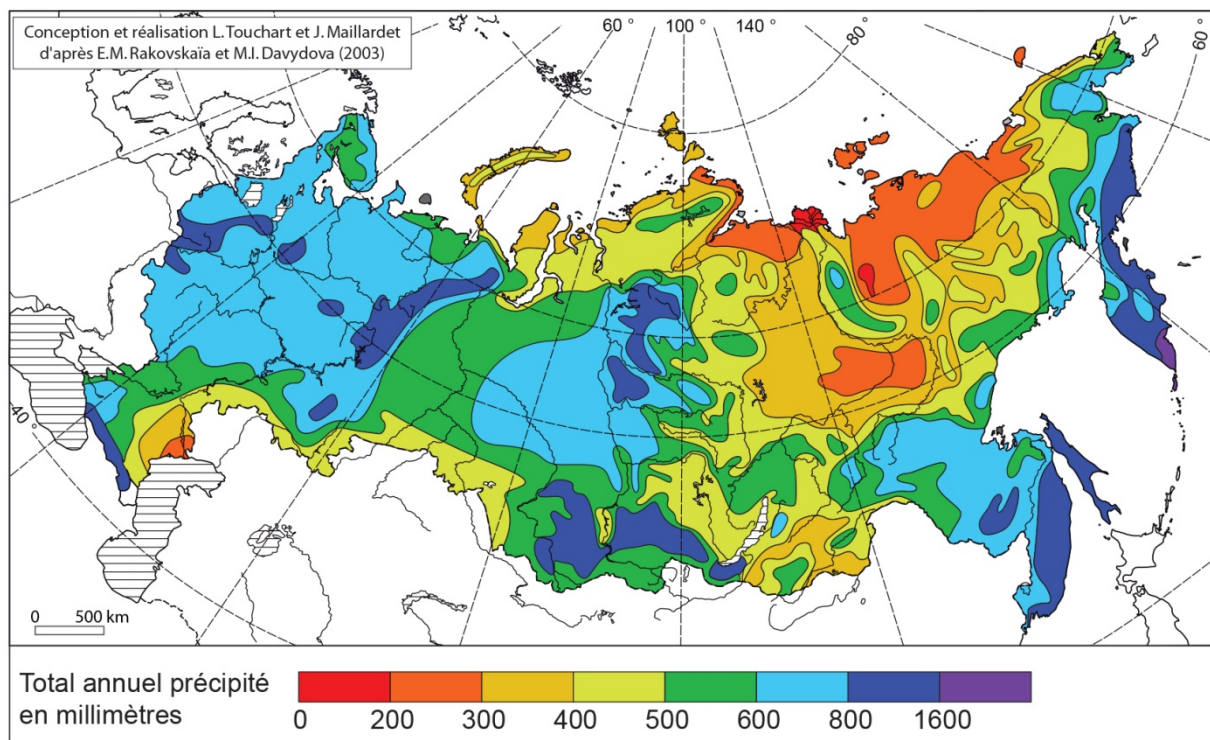 Conception et réalisation L. Touchart et J. Maillardet
d'après E.M. Rakovskaïa et M.I. Davydova (2003)
60 °
100 °
140 °
80 °
60 °
40 °
0 500 km
Total annuel précipité
en millimètres
0 200 300 400 500 600 800 1600